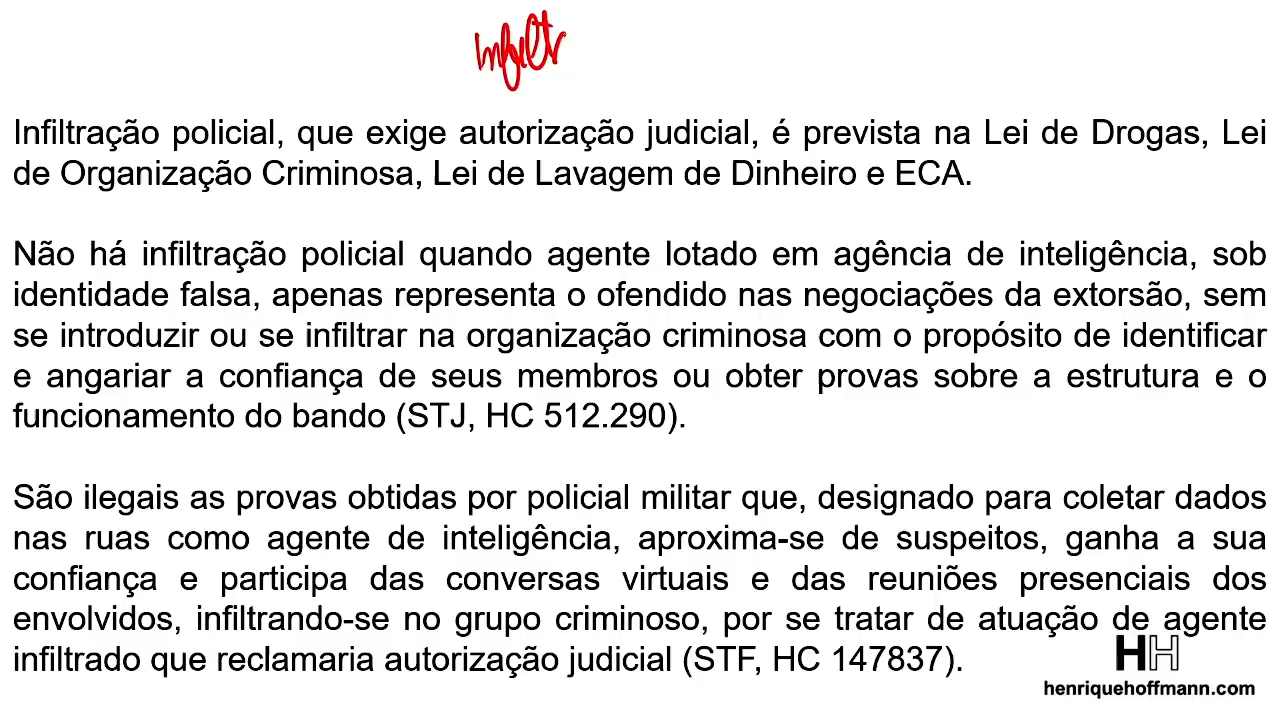 Infiltr
Infiltração policial, que exige autorização judicial, é prevista na Lei de Drogas, Lei
de Organização Criminosa, Lei de Lavagem de Dinheiro e ECA.
Não há infiltração policial quando agente lotado em agência de inteligência, sob
identidade falsa, apenas representa o ofendido nas negociações da extorsão, sem
se introduzir ou se infiltrar na organização criminosa com o propósito de identificar
e angariar a confiança de seus membros ou obter provas sobre a estrutura e o
funcionamento do bando (STJ, HC 512.290).
São ilegais as provas obtidas por policial militar que, designado para coletar dados
nas ruas como agente de inteligência, aproxima-se de suspeitos, ganha a sua
confiança e participa das conversas virtuais e das reuniões presenciais dos
envolvidos, infiltrando-se no grupo criminoso, por se tratar de atuação de agente
infiltrado que reclamaria autorização judicial (STF, HC 147837).
HH
henriquehoffmann.com